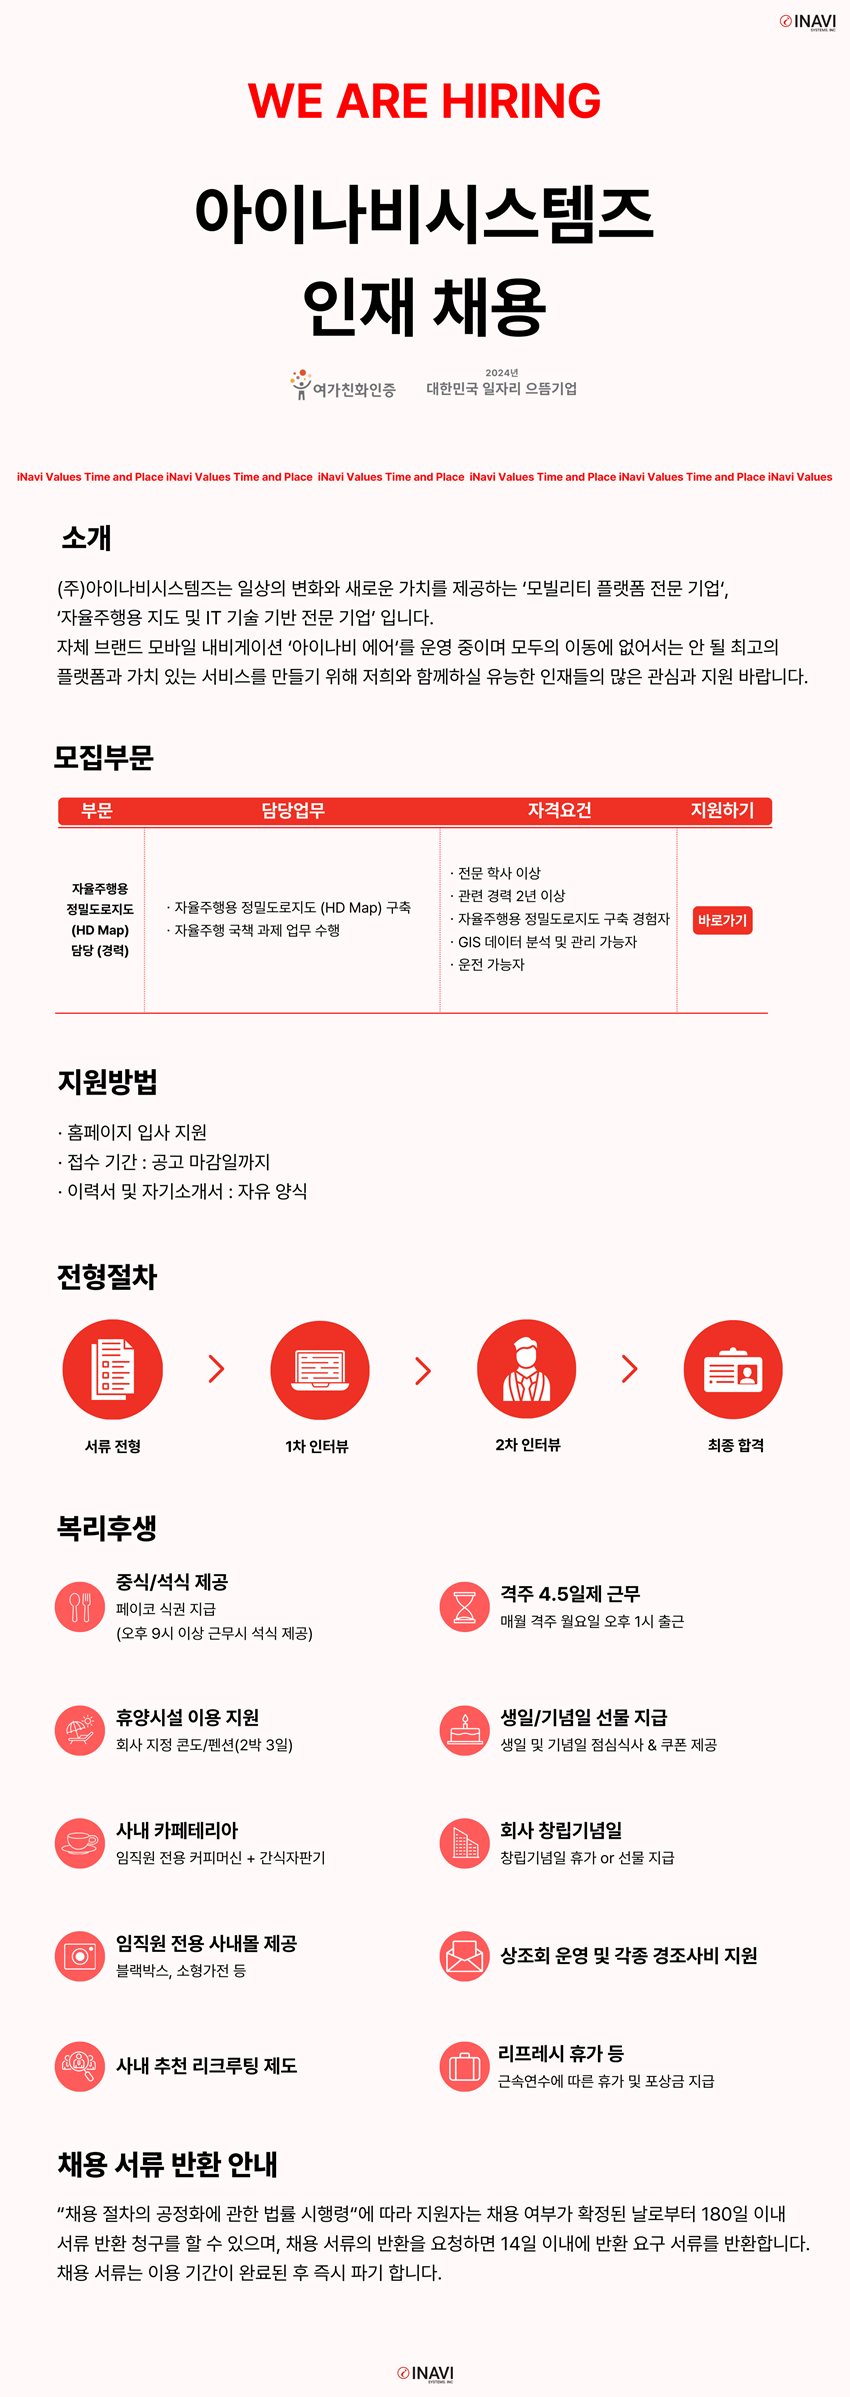 INAVI
SYSTEMS. INC
WE ARE HIRING
아이나비시스템즈
인재 채용
여가친화인증
2024년
대한민국 일자리 으뜸기업
iNavi Values Time and Place iNavi Values Time and Place iNavi Values Time and Place iNavi Values Time and Place iNavi Values Time and Place iNavi Values
소개
(주)아이나비시스템즈는 일상의 변화와 새로운 가치를 제공하는 ‘모빌리티 플랫폼 전문 기업‘,
‘자율주행용 지도 및 IT 기술 기반 전문 기업‘ 입니다.
자체 브랜드 모바일 내비게이션 ‘아이나비 에어‘를 운영 중이며 모두의 이동에 없어서는 안 될 최고의
플랫폼과 가치 있는 서비스를 만들기 위해 저희와 함께하실 유능한 인재들의 많은 관심과 지원 바랍니다.
모집부문
부문 담당업무 자격요건 지원하기
자율주행용
정밀도로지도
(HD Map)
담당 (경력)
· 자율주행용 정밀도로지도 (HD Map) 구축
· 자율주행 국책 과제 업무 수행
· 전문 학사 이상
· 관련 경력 2년 이상
· 자율주행용 정밀도로지도 구축 경험자
· GIS 데이터 분석 및 관리 가능자
· 운전 가능자
바로가기
지원방법
· 홈페이지 입사 지원
· 접수 기간 : 공고 마감일까지
· 이력서 및 자기소개서 : 자유 양식
전형절차
서류 전형
1차 인터뷰
2차 인터뷰
최종 합격
복리후생
중식/석식 제공
페이코 식권 지급
(오후 9시 이상 근무시 석식 제공)
격주 4.5일제 근무
매월 격주 월요일 오후 1시 출근
휴양시설 이용 지원
회사 지정 콘도/펜션(2박 3일)
생일/기념일 선물 지급
생일 및 기념일 점심식사 & 쿠폰 제공
사내 카페테리아
임직원 전용 커피머신 + 간식자판기
회사 창립기념일
창립기념일 휴가 or 선물 지급
임직원 전용 사내몰 제공
블랙박스, 소형가전 등
상조회 운영 및 각종 경조사비 지원
사내 추천 리크루팅 제도
리프레시 휴가 등
근속연수에 따른 휴가 및 포상금 지급
채용 서류 반환 안내
“채용 절차의 공정화에 관한 법률 시행령“에 따라 지원자는 채용 여부가 확정된 날로부터 180일 이내
서류 반환 청구를 할 수 있으며, 채용 서류의 반환을 요청하면 14일 이내에 반환 요구 서류를 반환합니다.
채용 서류는 이용 기간이 완료된 후 즉시 파기 합니다.
INAVI
SYSTEMS. INC